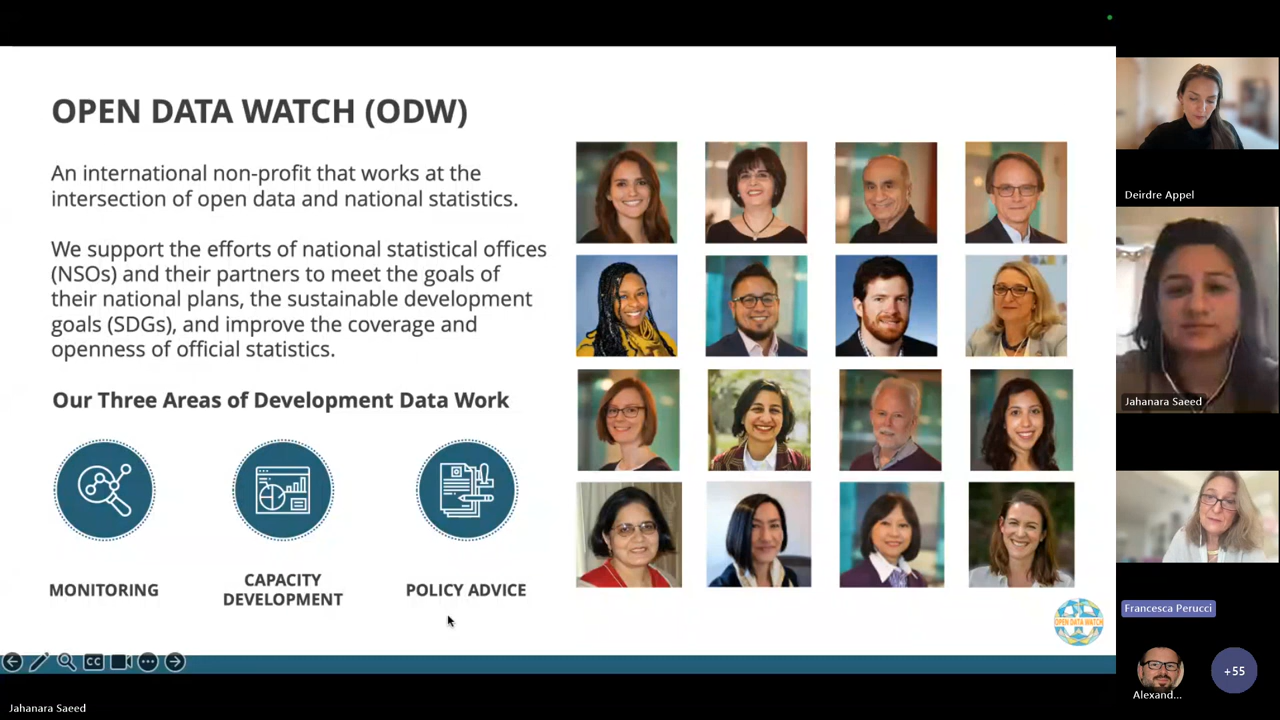 OPEN DATA WATCH (ODW)
An international non-profit that works at the
intersection of open data and national statistics.
We support the efforts of national statistical offices
(NSOs) and their partners to meet the goals of
their national plans, the sustainable development
goals (SDGs), and improve the coverage and
openness of official statistics.
Our Three Areas of Development Data Work
MONITORING
CAPACITY
DEVELOPMENT
POLICY ADVICE
OPEN DATA WATCH
CC
Jahanara Saeed
Deirdre Appel
Jahanara Saeed
Francesca Perucci
Alexand...
+55